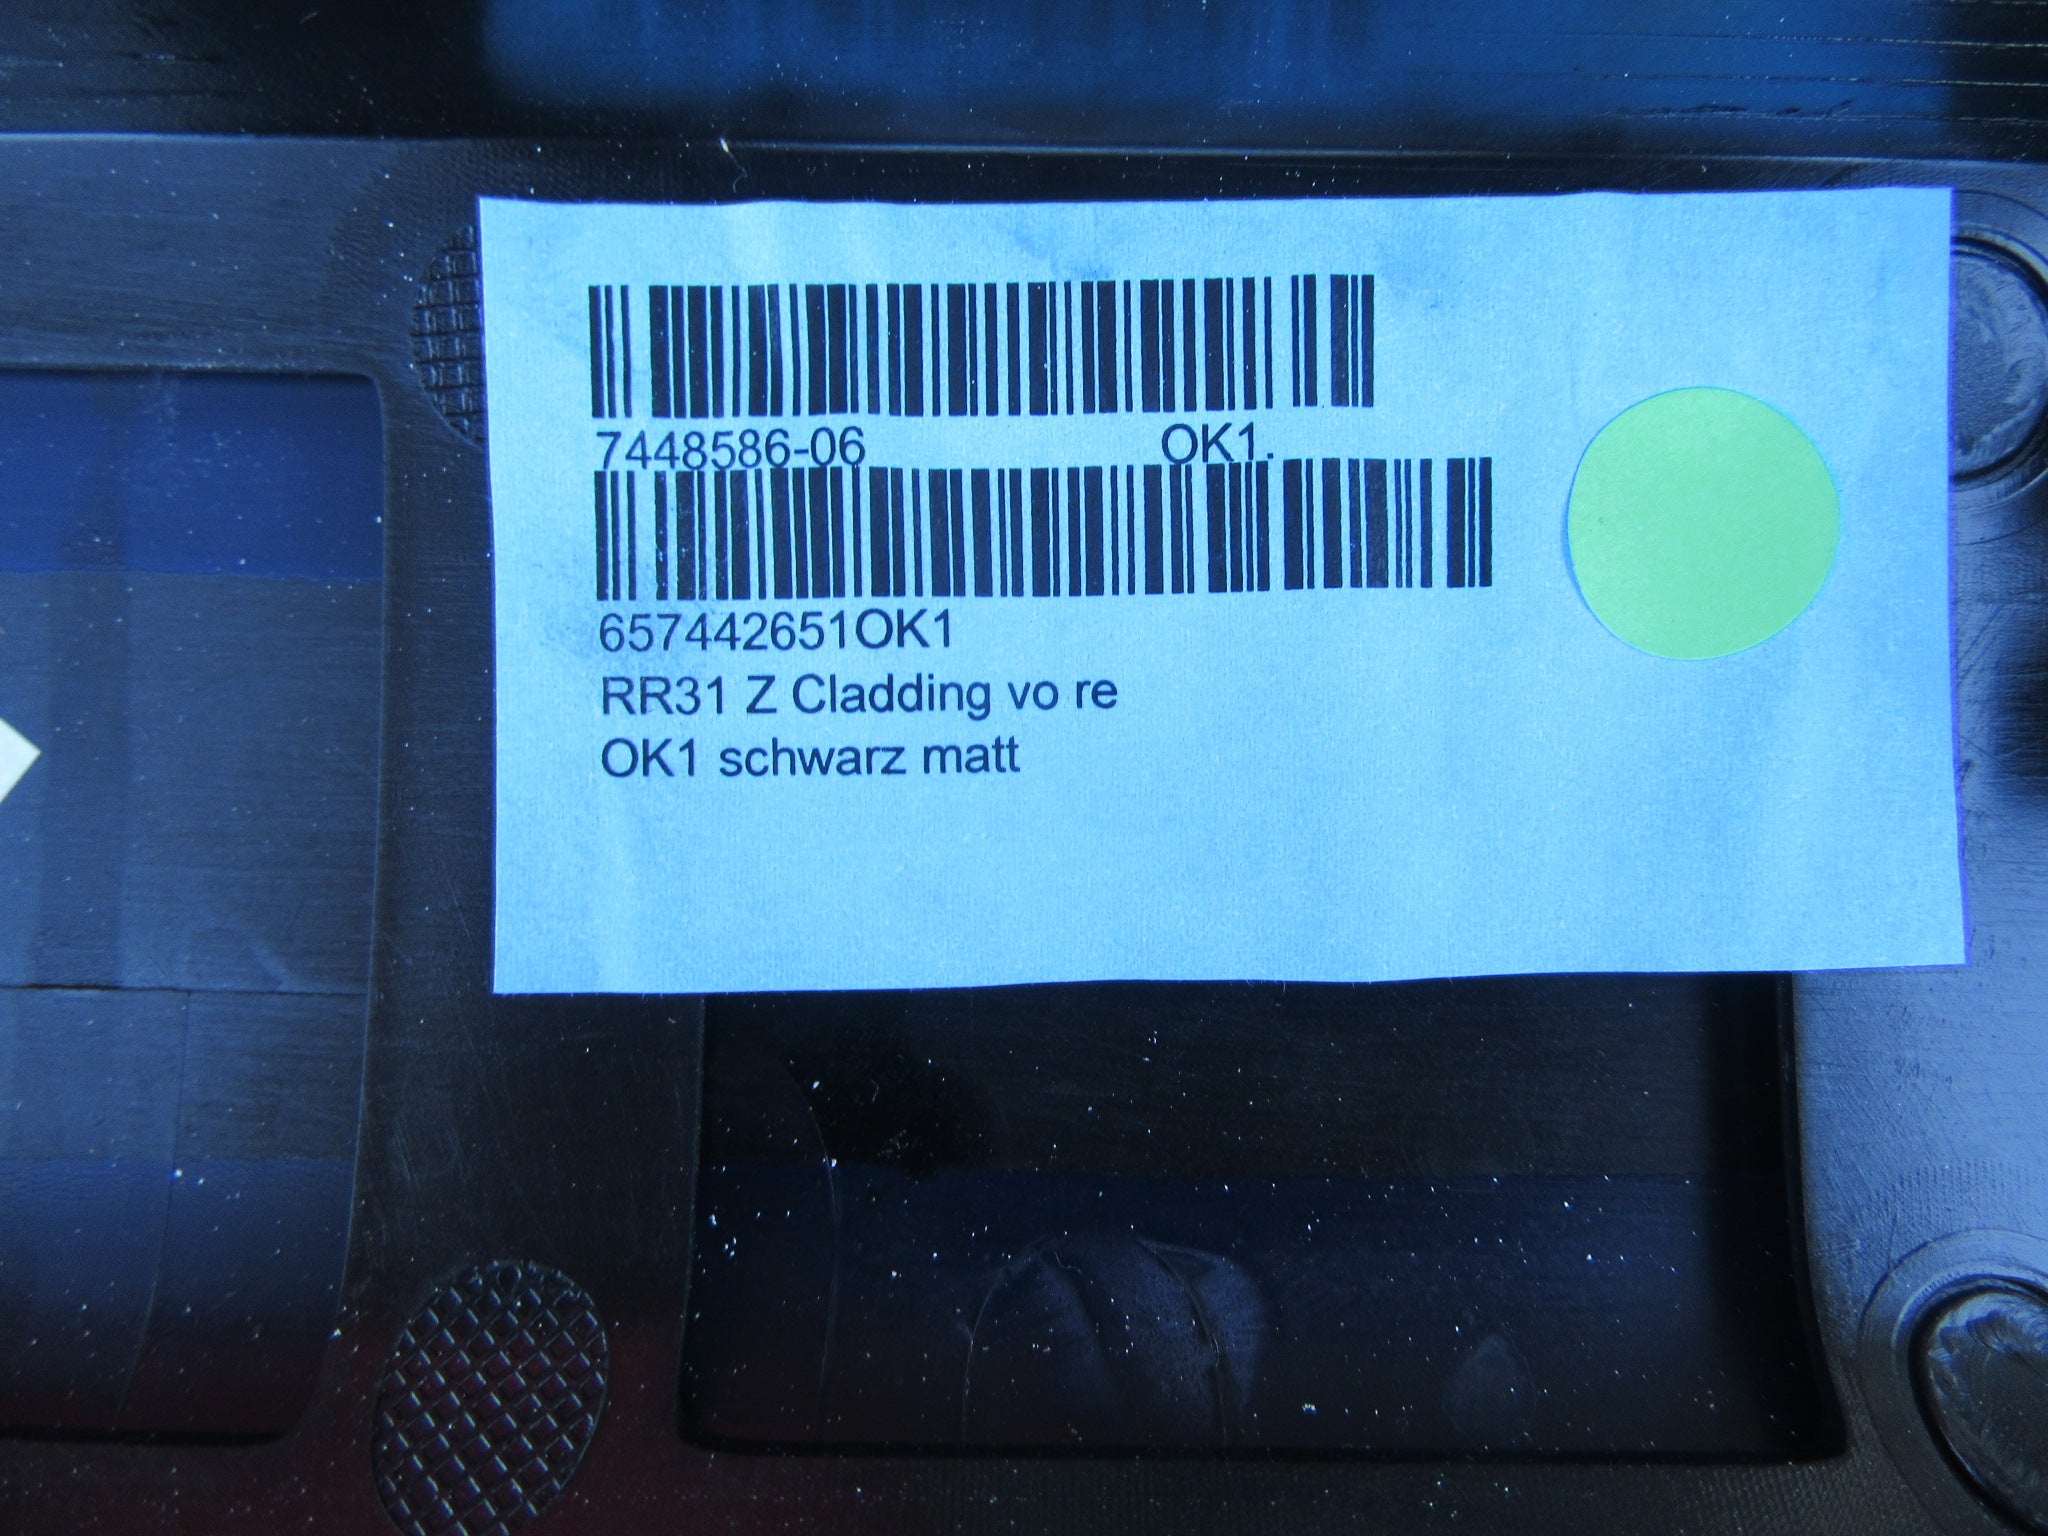 7448586-06 OK1.
657442651OK1
RR31 Z Cladding vo re
OK1 schwarz matt